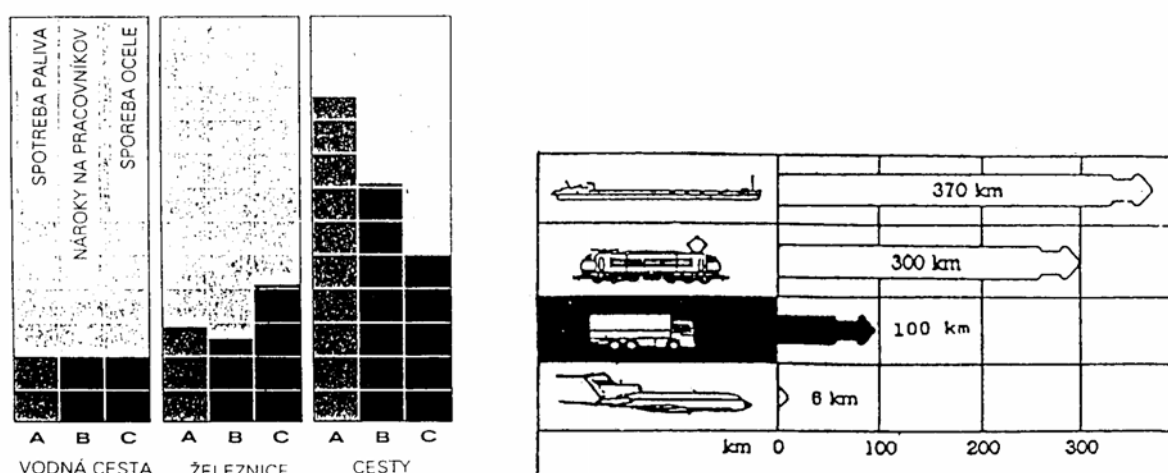 SPOTREBA PALIVA
NÁROKY NA PRACOVNÍKOV
SPOREBA OCELE
A B C
A B C
A B C
VODNÁ CESTA
ŽELEZNICE
CESTY
370 km
300 km
100 km
6 km
km 0 100 200 300